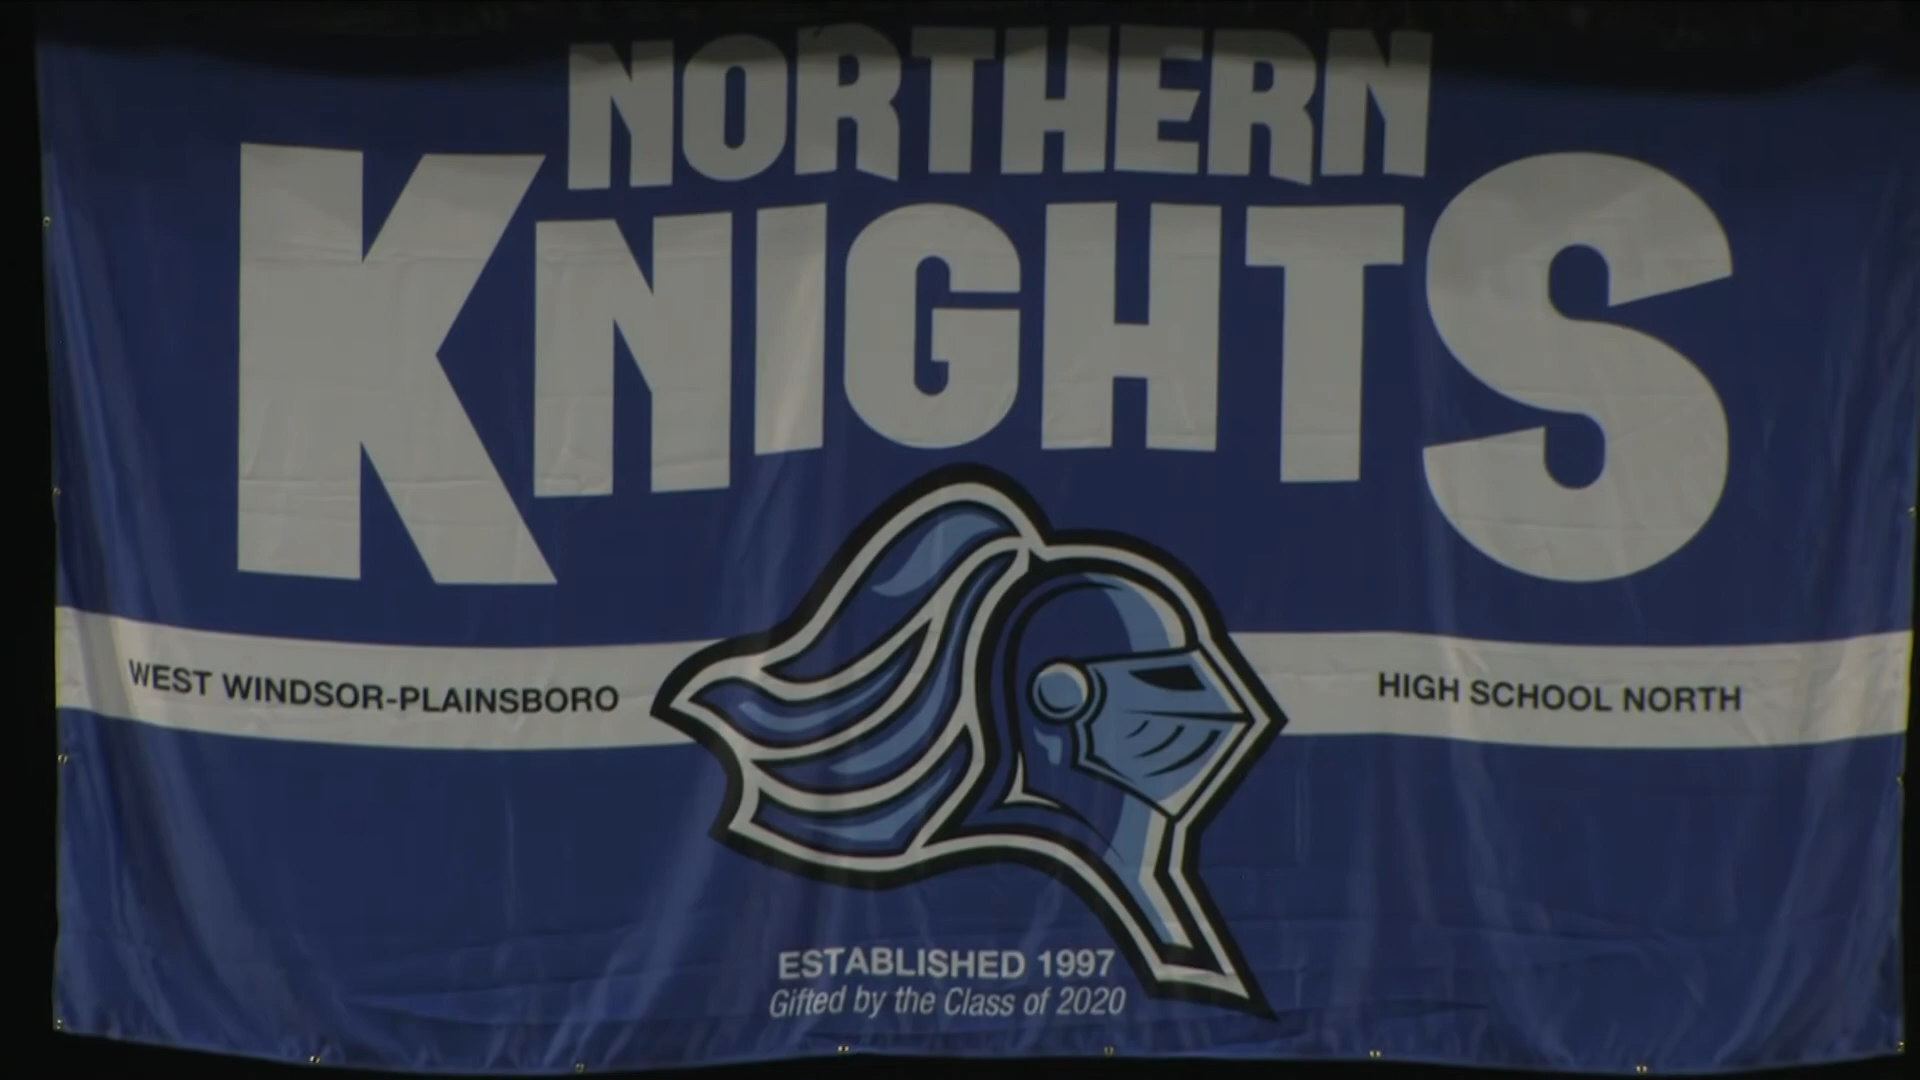 NORTHERN
KNIGHTS
WEST WINDSOR-PLAINSBORO
HIGH SCHOOL NORTH
ESTABLISHED 1997
Gifted by the Class of 2020